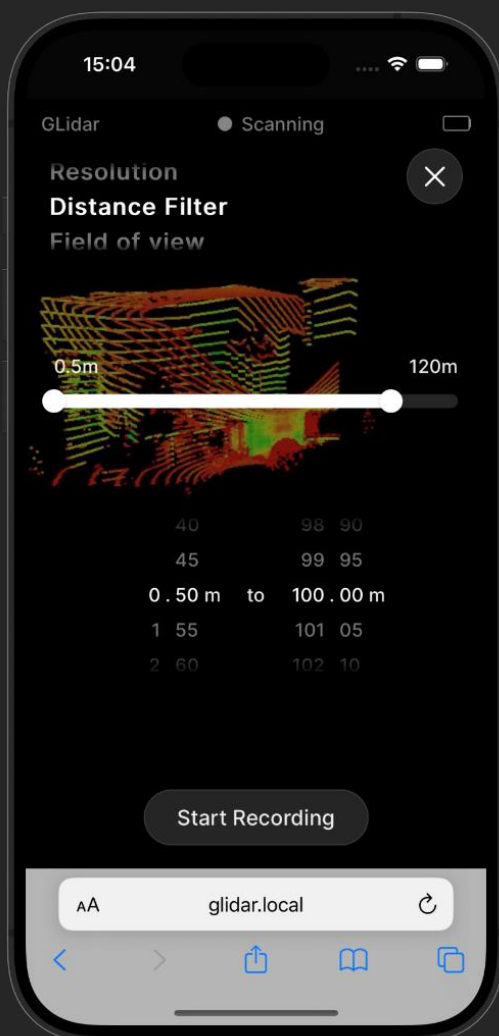 15:04
GLidar Scanning
Resolution
Distance Filter
Field of view
0.5m 120m
40 98 90
45 99 95
0.50 m to 100.00 m
1 55 101 05
2 60 102 10
Start Recording
AA glidar.local